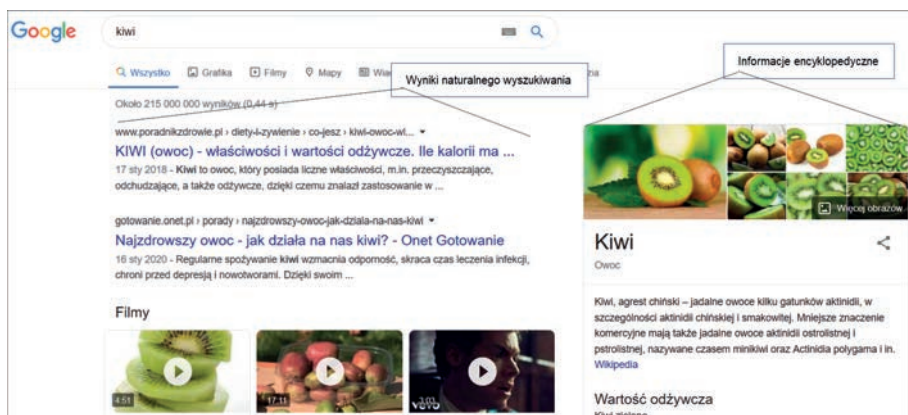 Google
kiwi
Wszystko Grafika Filmy Mapy
Wyniki naturalnego wyszukiwania
Informacje encyklopedyczne
Około 215 000 000 wyników (0,44 s)
www.poradnikzdrowie.pl › diety-i-zywienie › co-jesz › kiwi-owoc-wl...
KIWI (owoc) - właściwości i wartości odżywcze. Ile kalorii ma ...
17 sty 2018 - Kiwi to owoc, który posiada liczne właściwości, m.in. przeczyszczające,
odchudzające, a także odżywcze, dzięki czemu znalazł zastosowanie w ...
gotowanie.onet.pl › porady › najzdrowszy-owoc-jak-dziala-na-nas-kiwi
Najzdrowszy owoc - jak działa na nas kiwi? - Onet Gotowanie
16 sty 2020 - Regularne spożywanie kiwi wzmacnia odporność, skraca czas leczenia infekcji,
chroni przed depresją i nowotworami. Dzięki swoim ...
Filmy
4:51
17:11
3:03
vevo
Więcej obrazów
Kiwi
Owoc
Kiwi, agrest chiński – jadalne owoce kilku gatunków aktinidii, w
szczególności aktinidii chińskiej i smakowitej. Mniejsze znaczenie
komercyjne mają także jadalne owoce aktinidii ostrolistnej i
pstrolistnej, nazywane czasem minikiwi oraz Actinidia polygama i in.
Wikipedia
Wartość odżywcza